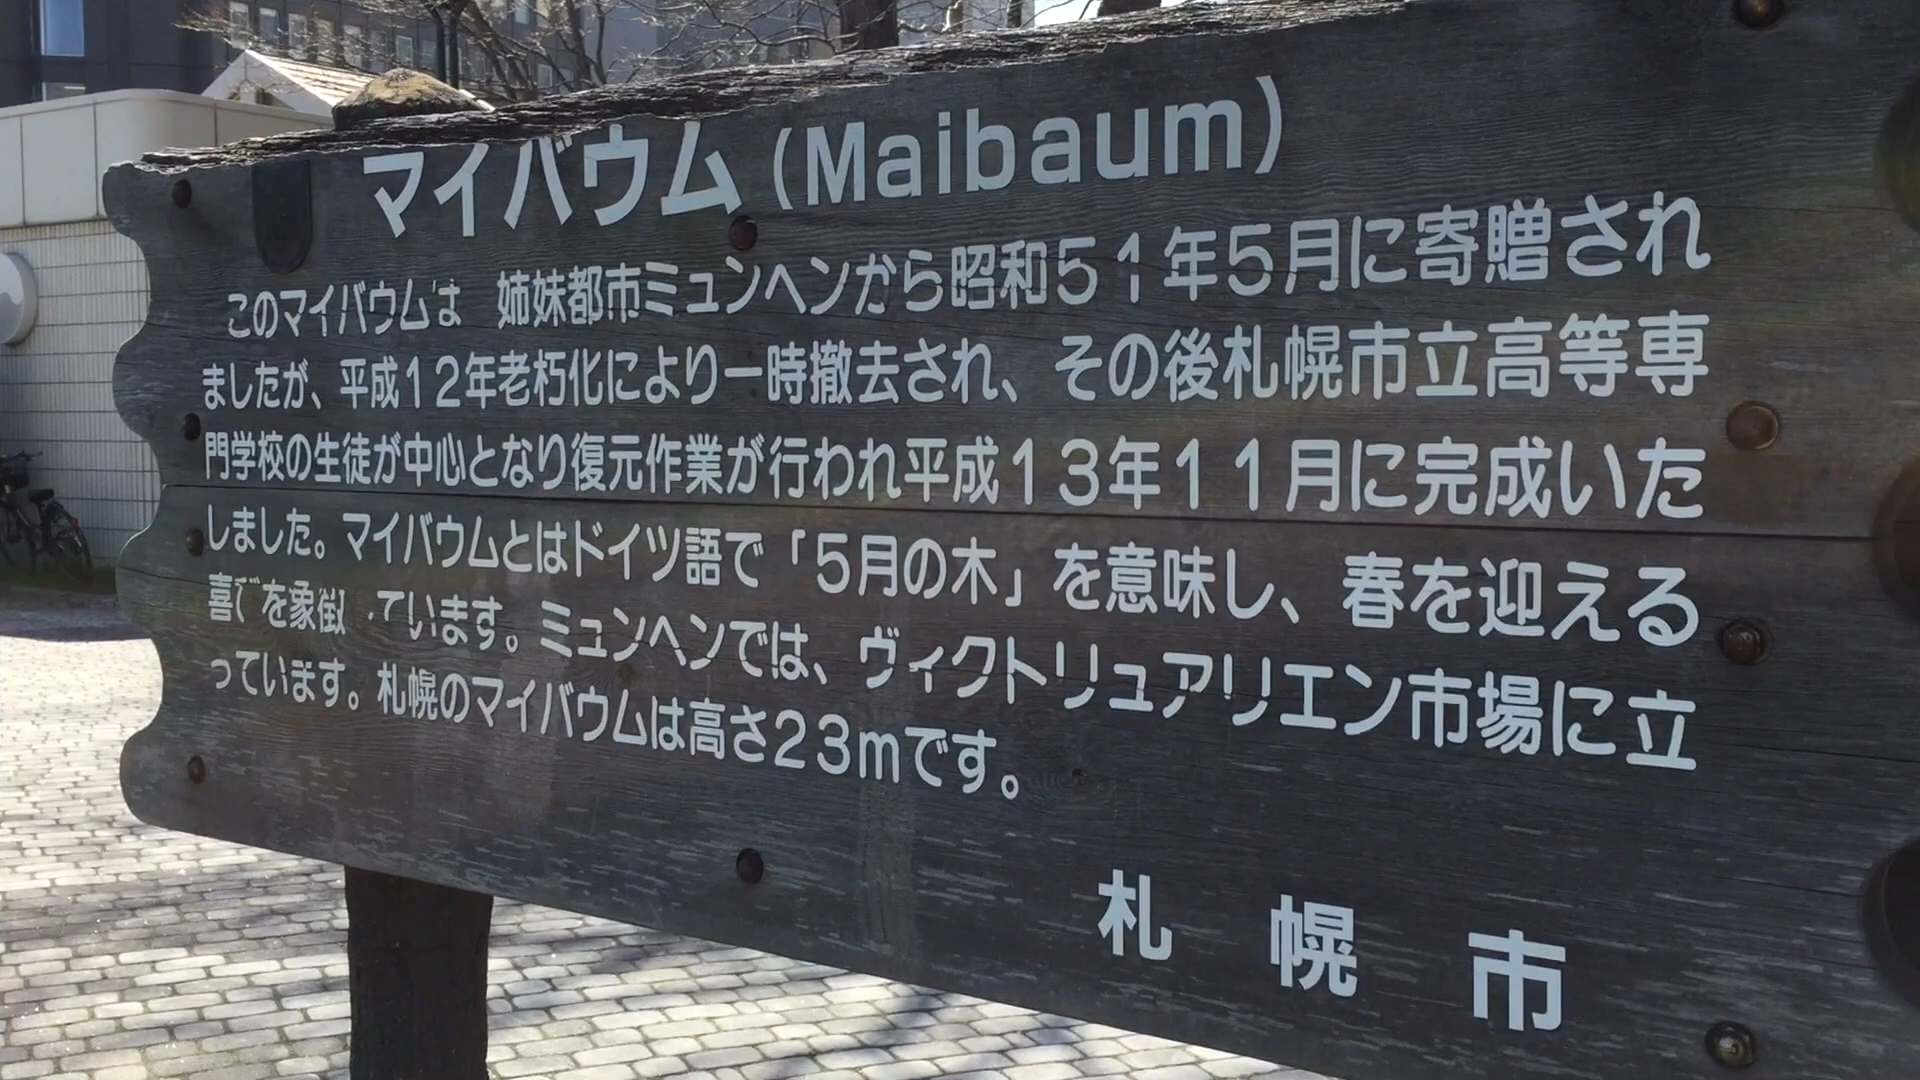 マイバウム(Maibaum)
このマイバウムは 姉妹都市ミュンヘンから昭和51年5月に寄贈され
ましたが、平成12年老朽化により一時撤去され、その後札幌市立高等専
門学校の生徒が中心となり復元作業が行われ平成13年11月に完成いた
しました。マイバウムとはドイツ語で「5月の木」を意味し、春を迎える
を象徴 ています。ミュンヘンでは、ヴィクトリュアリエン市場に立
っています。札幌のマイバウムは高さ23mです。
札幌市